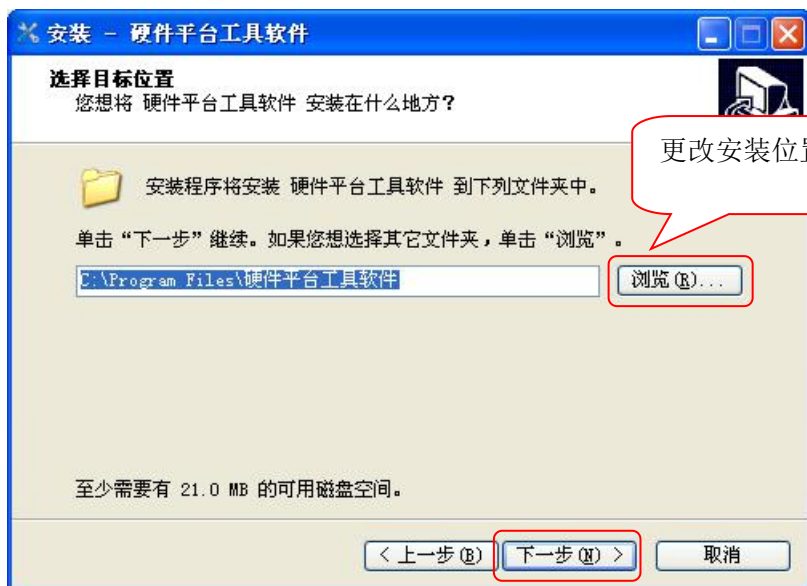 安装 - 硬件平台工具软件
选择目标位置
您想将 硬件平台工具软件 安装在什么地方?
更改安装位置
安装程序将安装 硬件平台工具软件 到下列文件夹中。
单击“下一步”继续。如果您想选择其它文件夹，单击“浏览”。
C:\Program Files\硬件平台工具软件
浏览(R)...
至少需要有 21.0 MB 的可用磁盘空间。
< 上一步(B)
下一步(N) >
取消